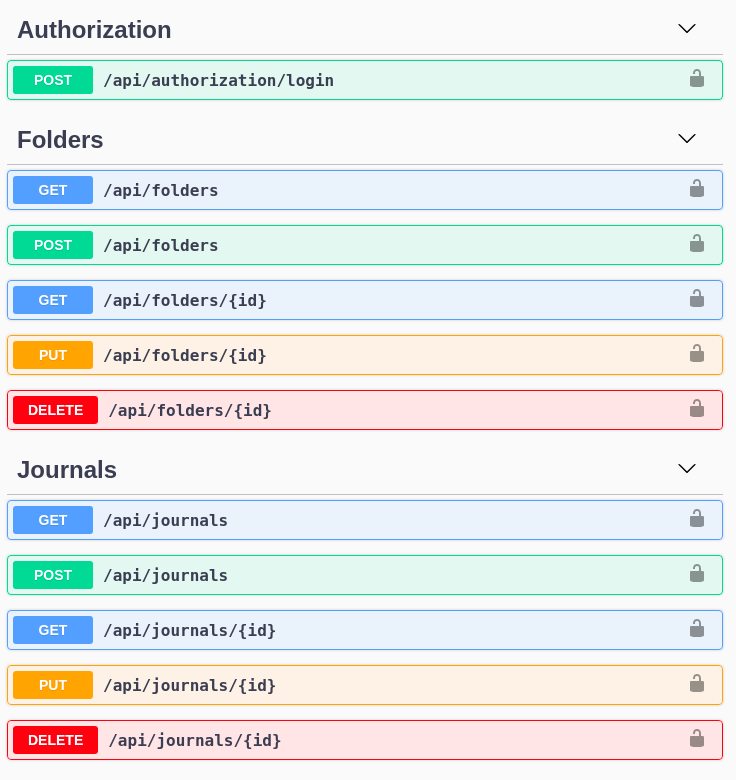 Authorization
POST /api/authorization/login
Folders
GET /api/folders
POST /api/folders
GET /api/folders/{id}
PUT /api/folders/{id}
DELETE /api/folders/{id}
Journals
GET /api/journals
POST /api/journals
GET /api/journals/{id}
PUT /api/journals/{id}
DELETE /api/journals/{id}